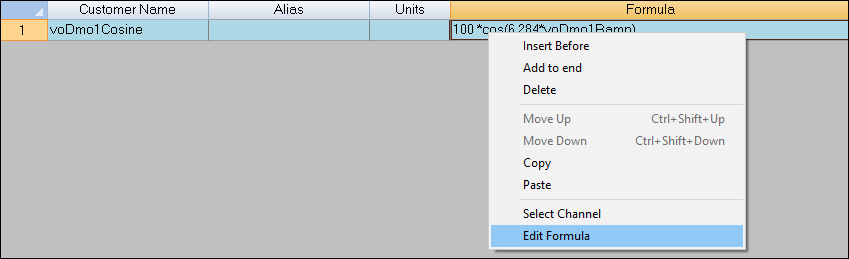 Customer Name Alias Units Formula
1 voDmo1Cosine 100 *cos(6.284*voDmo1Ramp)
Insert Before
Add to end
Delete
Move Up Ctrl+Shift+Up
Move Down Ctrl+Shift+Down
Copy
Paste
Select Channel
Edit Formula